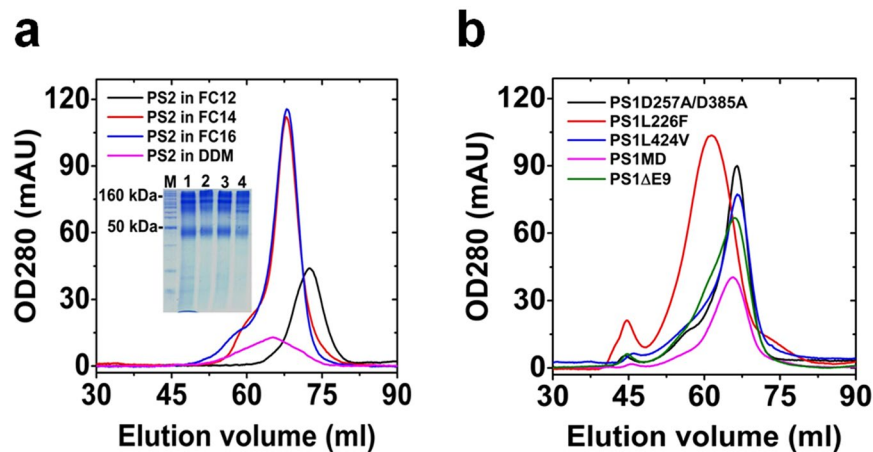 a
PS2 in FC12
PS2 in FC14
PS2 in FC16
PS2 in DDM
M 1 2 3 4
160 kDa-
50 kDa-
120
90
60
30
0
OD280 (mAU)
30 45 60 75 90
Elution volume (ml)
b
PS1D257A/D385A
PS1L226F
PS1L424V
PS1MD
PS1ΔE9
120
90
60
30
0
OD280 (mAU)
30 45 60 75 90
Elution volume (ml)